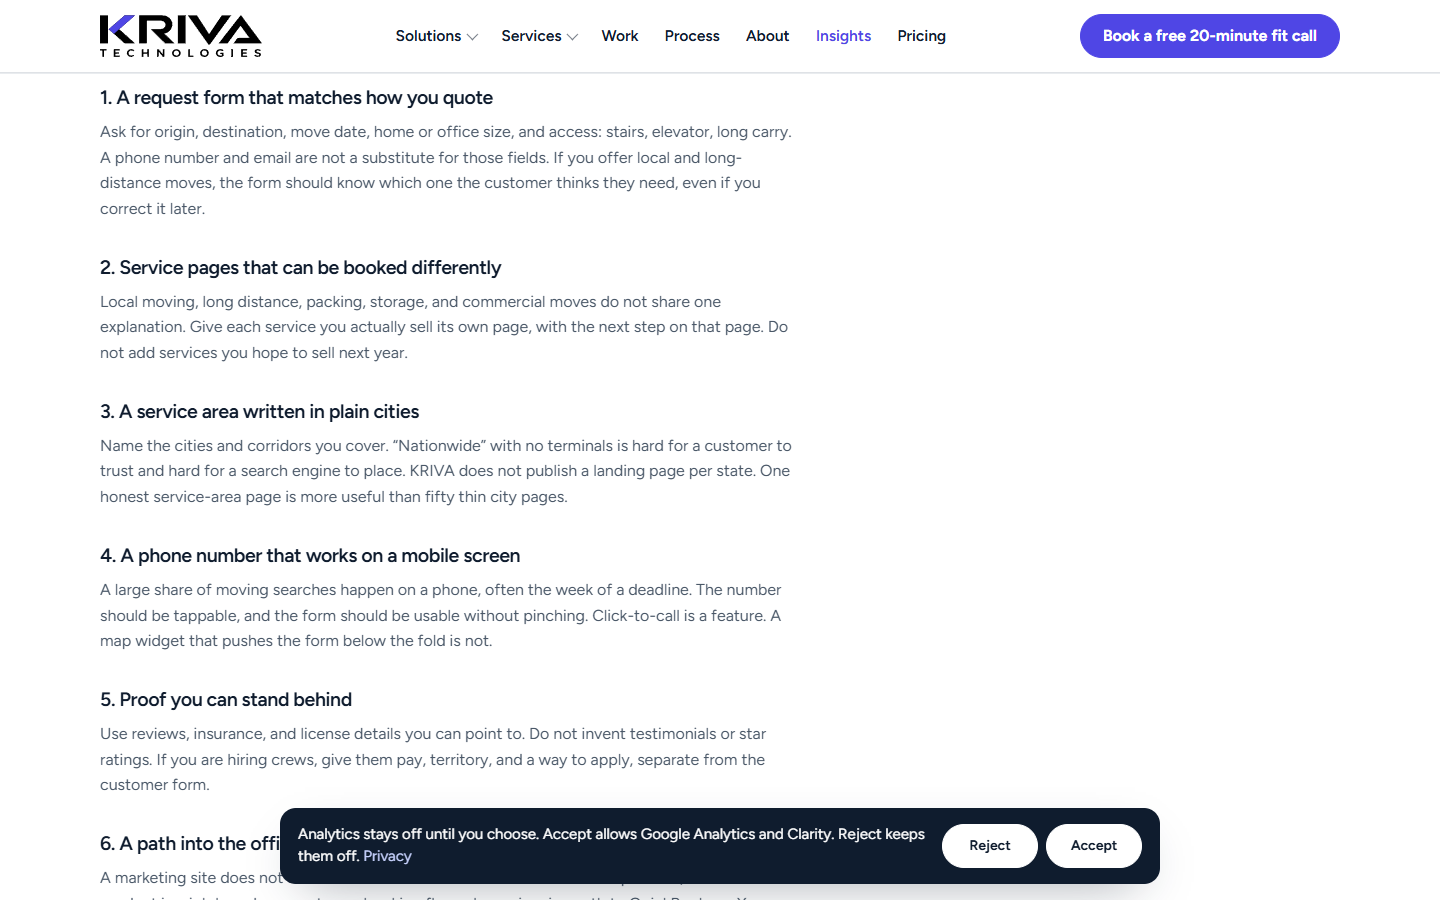 KRIVA
TECHNOLOGIES
Solutions
Services
Work
Process
About
Insights
Pricing
Book a free 20-minute fit call
1. A request form that matches how you quote
Ask for origin, destination, move date, home or office size, and access: stairs, elevator, long carry.
A phone number and email are not a substitute for those fields. If you offer local and long-
distance moves, the form should know which one the customer thinks they need, even if you
correct it later.
2. Service pages that can be booked differently
Local moving, long distance, packing, storage, and commercial moves do not share one
explanation. Give each service you actually sell its own page, with the next step on that page. Do
not add services you hope to sell next year.
3. A service area written in plain cities
Name the cities and corridors you cover. “Nationwide” with no terminals is hard for a customer to
trust and hard for a search engine to place. KRIVA does not publish a landing page per state. One
honest service-area page is more useful than fifty thin city pages.
4. A phone number that works on a mobile screen
A large share of moving searches happen on a phone, often the week of a deadline. The number
should be tappable, and the form should be usable without pinching. Click-to-call is a feature. A
map widget that pushes the form below the fold is not.
5. Proof you can stand behind
Use reviews, insurance, and license details you can point to. Do not invent testimonials or star
ratings. If you are hiring crews, give them pay, territory, and a way to apply, separate from the
customer form.
6. A path into the offi
A marketing site does not
Analytics stays off until you choose. Accept allows Google Analytics and Clarity. Reject keeps
them off. Privacy
Reject
Accept